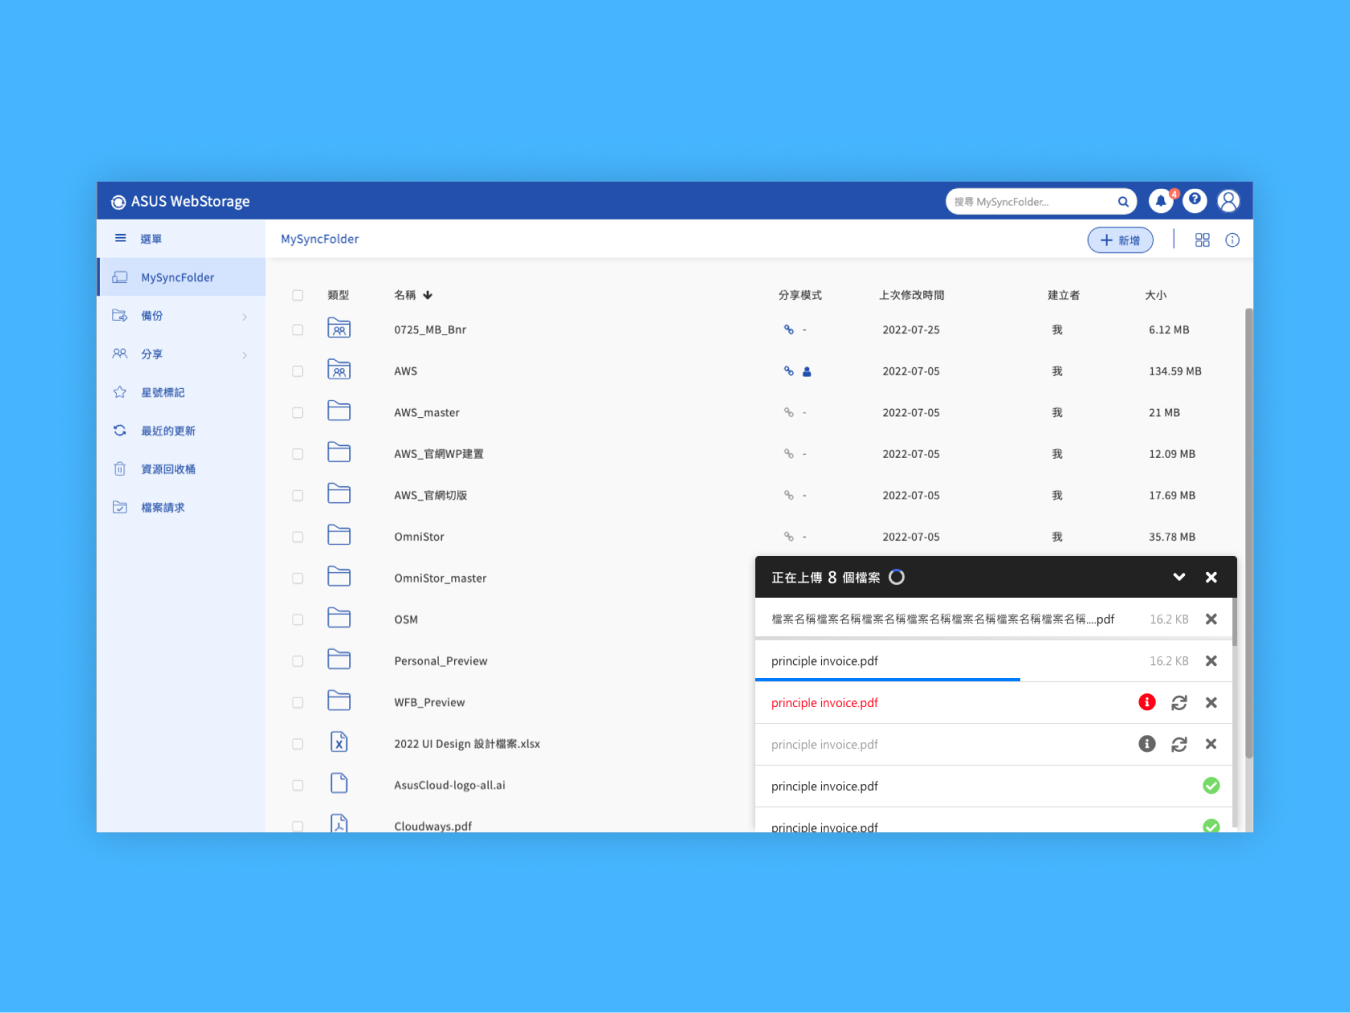 ASUS WebStorage
搜尋 MySyncFolder...
4
選單
MySyncFolder
新增
MySyncFolder
備份
分享
星號標記
最近的更新
資源回收桶
檔案請求
類型 名稱 分享模式 上次修改時間 建立者 大小
0725_MB_Bnr - 2022-07-25 我 6.12 MB
AWS 2022-07-05 我 134.59 MB
AWS_master - 2022-07-05 我 21 MB
AWS_官網WP建置 - 2022-07-05 我 12.09 MB
AWS_官網切版 - 2022-07-05 我 17.69 MB
OmniStor - 2022-07-05 我 35.78 MB
OmniStor_master
OSM
Personal_Preview
WFB_Preview
2022 UI Design 設計檔案.xlsx
AsusCloud-logo-all.ai
Cloudways.pdf
正在上傳 8 個檔案
檔案名稱檔案名稱檔案名稱檔案名稱檔案名稱檔案名稱檔案名稱....pdf 16.2 KB
principle invoice.pdf 16.2 KB
principle invoice.pdf
principle invoice.pdf
principle invoice.pdf
principle invoice.pdf